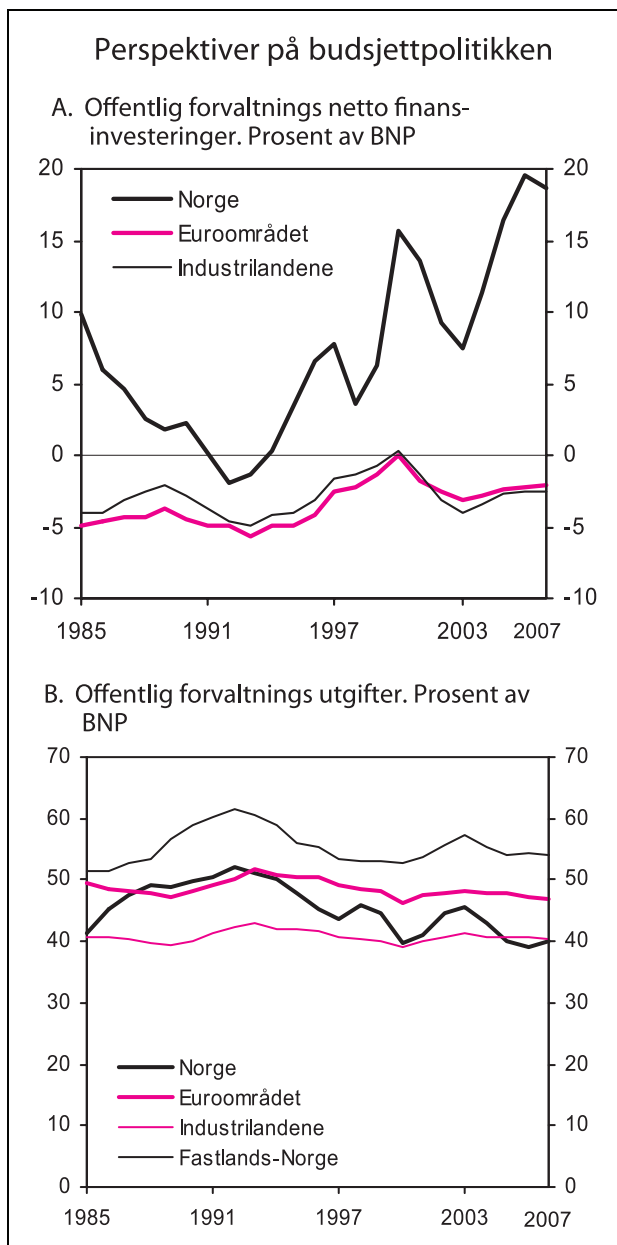 Perspektiver på budsjettpolitikken
A. Offentlig forvaltnings netto finans-
investeringer. Prosent av BNP
20 20
Norge
Euroområdet
Industrilandene
15 15
10 10
5 5
0 0
-5 -5
-10 -10
1985 1991 1997 2003 2007
B. Offentlig forvaltnings utgifter. Prosent av
BNP
70 70
60 60
50 50
40 40
30 30
20 20
Norge
Euroområdet
10 10
Industrilandene
Fastlands-Norge
0 0
1985 1991 1997 2003 2007